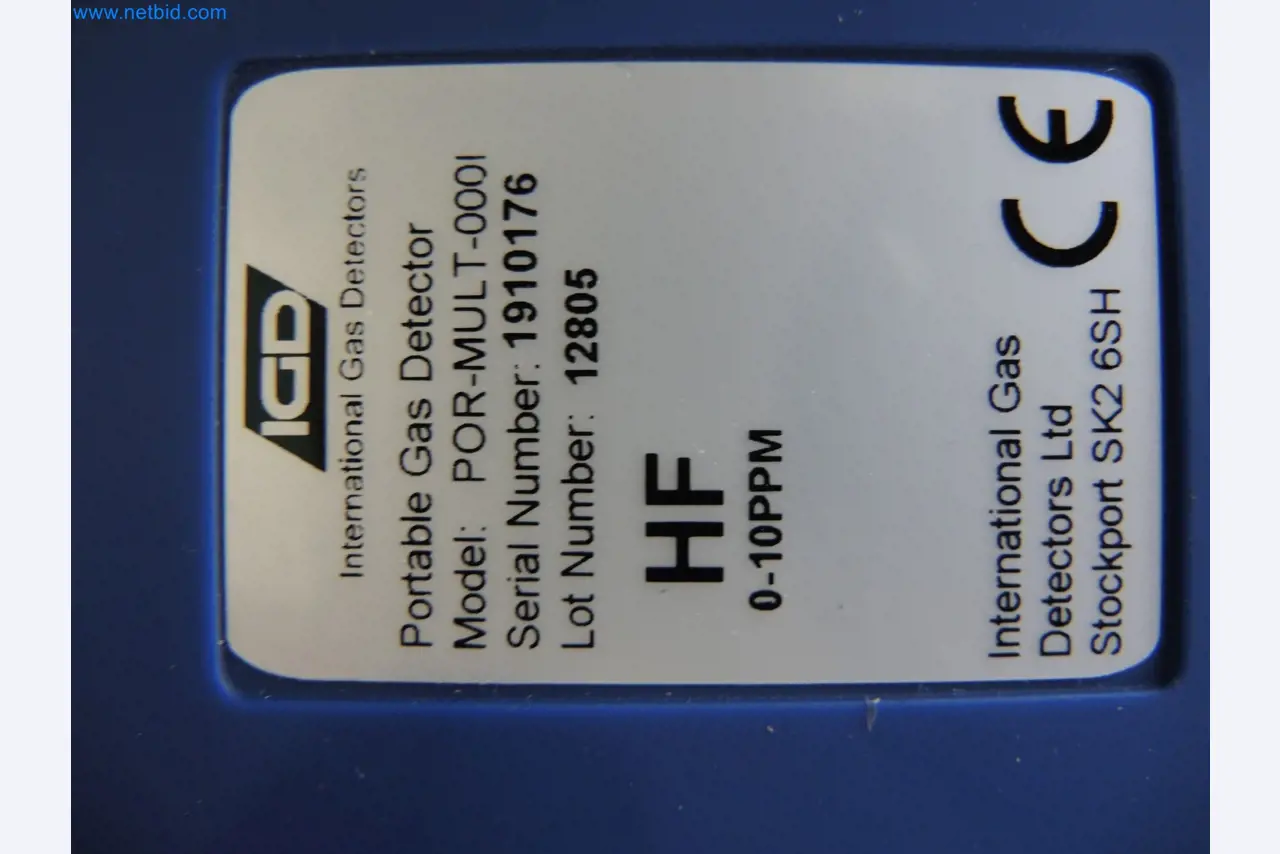 www.netbid.com
IGD
International Gas Detectors
Portable Gas Detector
Model: POR-MULT-000I
Serial Number: 1910176
Lot Number: 12805
HF
0-10PPM
International Gas
Detectors Ltd
Stockport SK2 6SH
CE